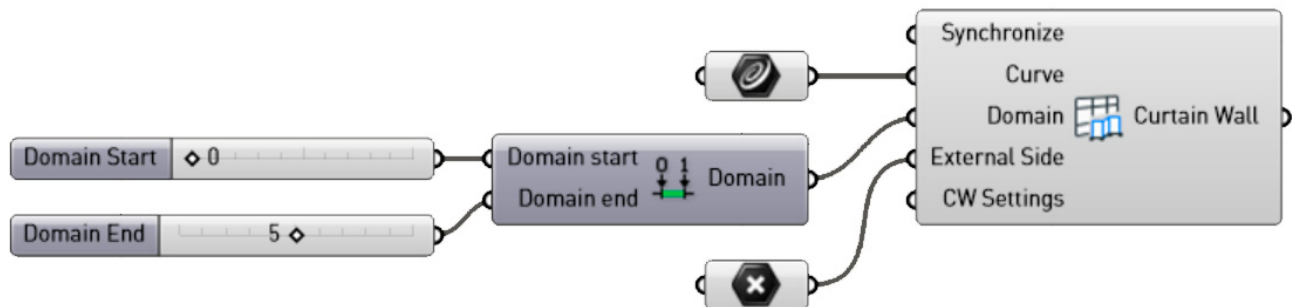 Synchronize
Curve
Domain Curtain Wall
External Side
CW Settings
Domain Start 0
Domain End 5
Domain start
Domain end
0 1
Domain